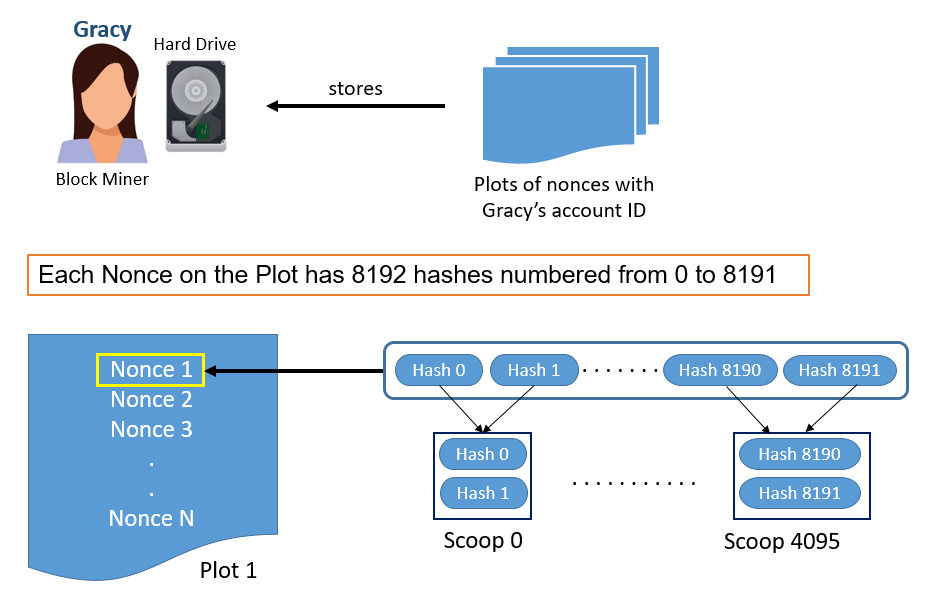 Gracy
Hard Drive
Block Miner
stores
Plots of nonces with
Gracy's account ID
Each Nonce on the Plot has 8192 hashes numbered from 0 to 8191
Nonce 1
Nonce 2
Nonce 3
.
.
Nonce N
Plot 1
Hash 0 Hash 1 . . . . . . . Hash 8190 Hash 8191
Hash 0
Hash 1
Scoop 0
. . . . . . . . . . .
Hash 8190
Hash 8191
Scoop 4095